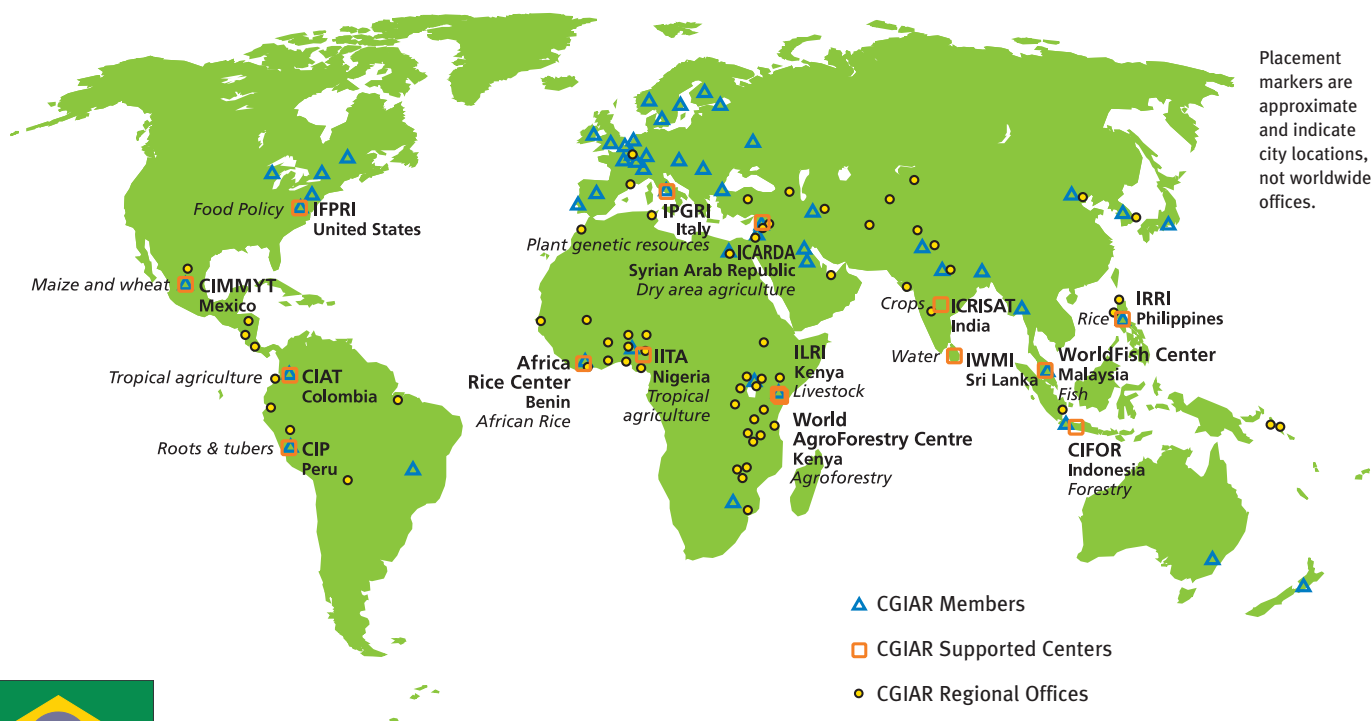 Placement
markers are
approximate
and indicate
city locations,
not worldwide
offices.
Food Policy
IFPRI
United States
Maize and wheat
CIMMYT
Mexico
Tropical agriculture
CIAT
Colombia
Roots & tubers
CIP
Peru
IPGRI
Italy
Plant genetic resources
ICARDA
Syrian Arab Republic
Dry area agriculture
Africa
Rice Center
Benin
African Rice
IITA
Nigeria
Tropical
agriculture
ILRI
Kenya
Livestock
World
AgroForestry Centre
Kenya
Agroforestry
Crops
ICRISAT
India
Water
IWMI
Sri Lanka
IRRI
Rice
Philippines
WorldFish Center
Malaysia
Fish
CIFOR
Indonesia
Forestry
CGIAR Members
CGIAR Supported Centers
CGIAR Regional Offices